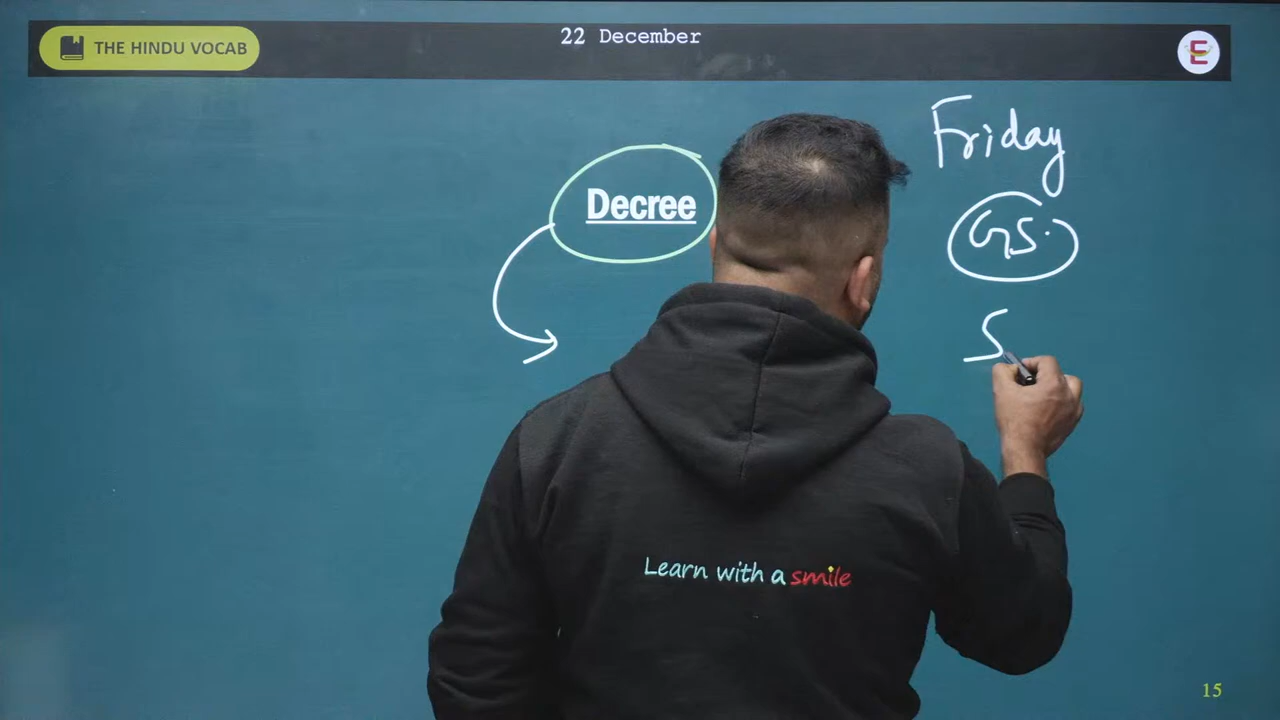 THE HINDU VOCAB
22 December
E
Friday
Decree
GS.
S
Learn with a smile
15